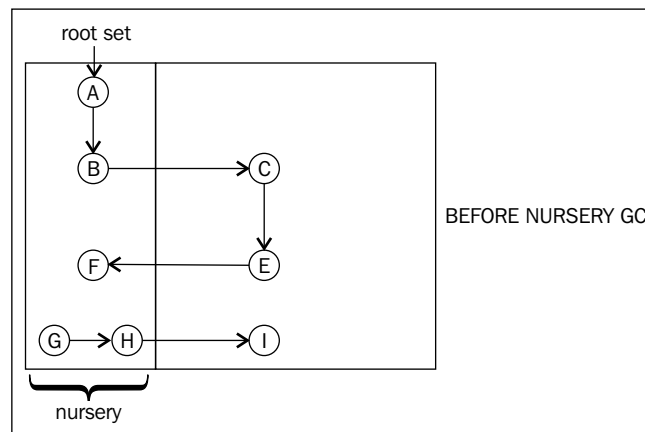 root set
A
B C
BEFORE NURSERY GC
F E
G H I
nursery